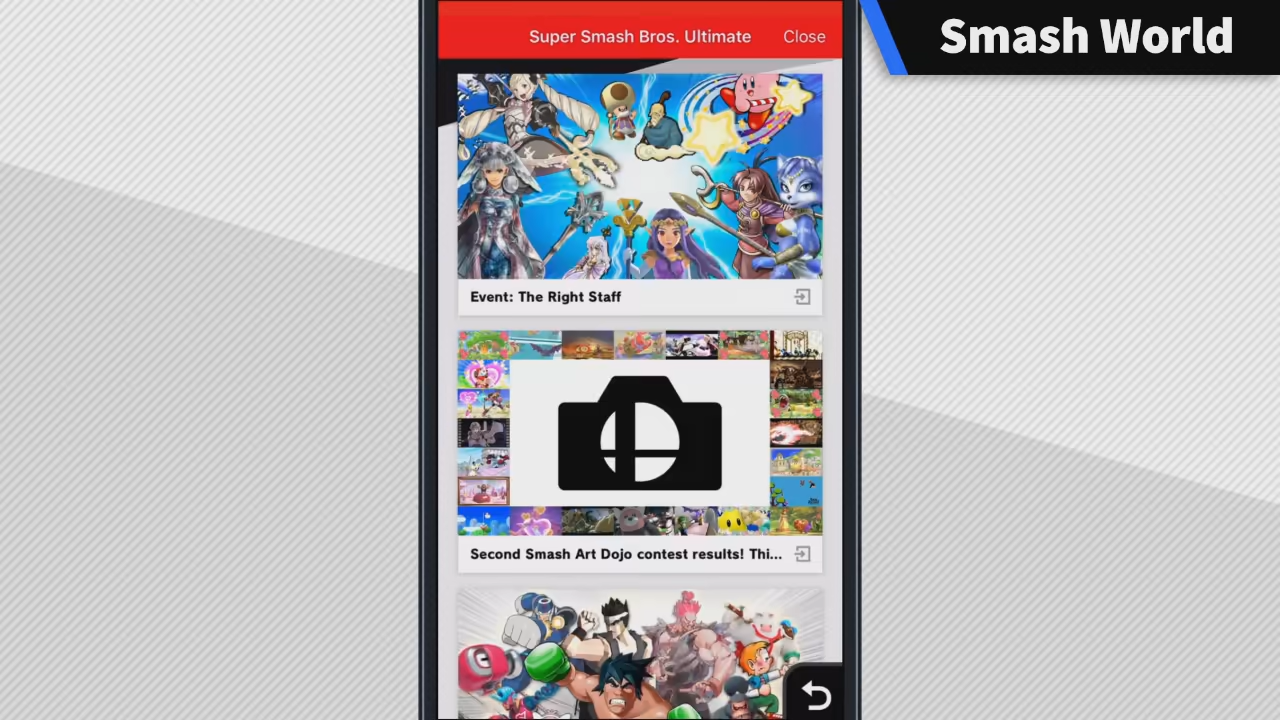 Smash World
Super Smash Bros. Ultimate
Close
Event: The Right Staff
Second Smash Art Dojo contest results! Thi...